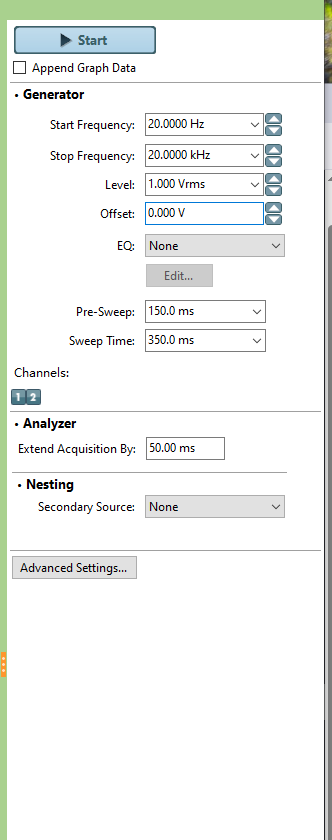 Start
Append Graph Data
Generator
Start Frequency: 20.0000 Hz
Stop Frequency: 20.0000 kHz
Level: 1.000 Vrms
Offset: 0.000 V
EQ: None
Edit...
Pre-Sweep: 150.0 ms
Sweep Time: 350.0 ms
Channels:
1 2
Analyzer
Extend Acquisition By: 50.00 ms
Nesting
Secondary Source: None
Advanced Settings...